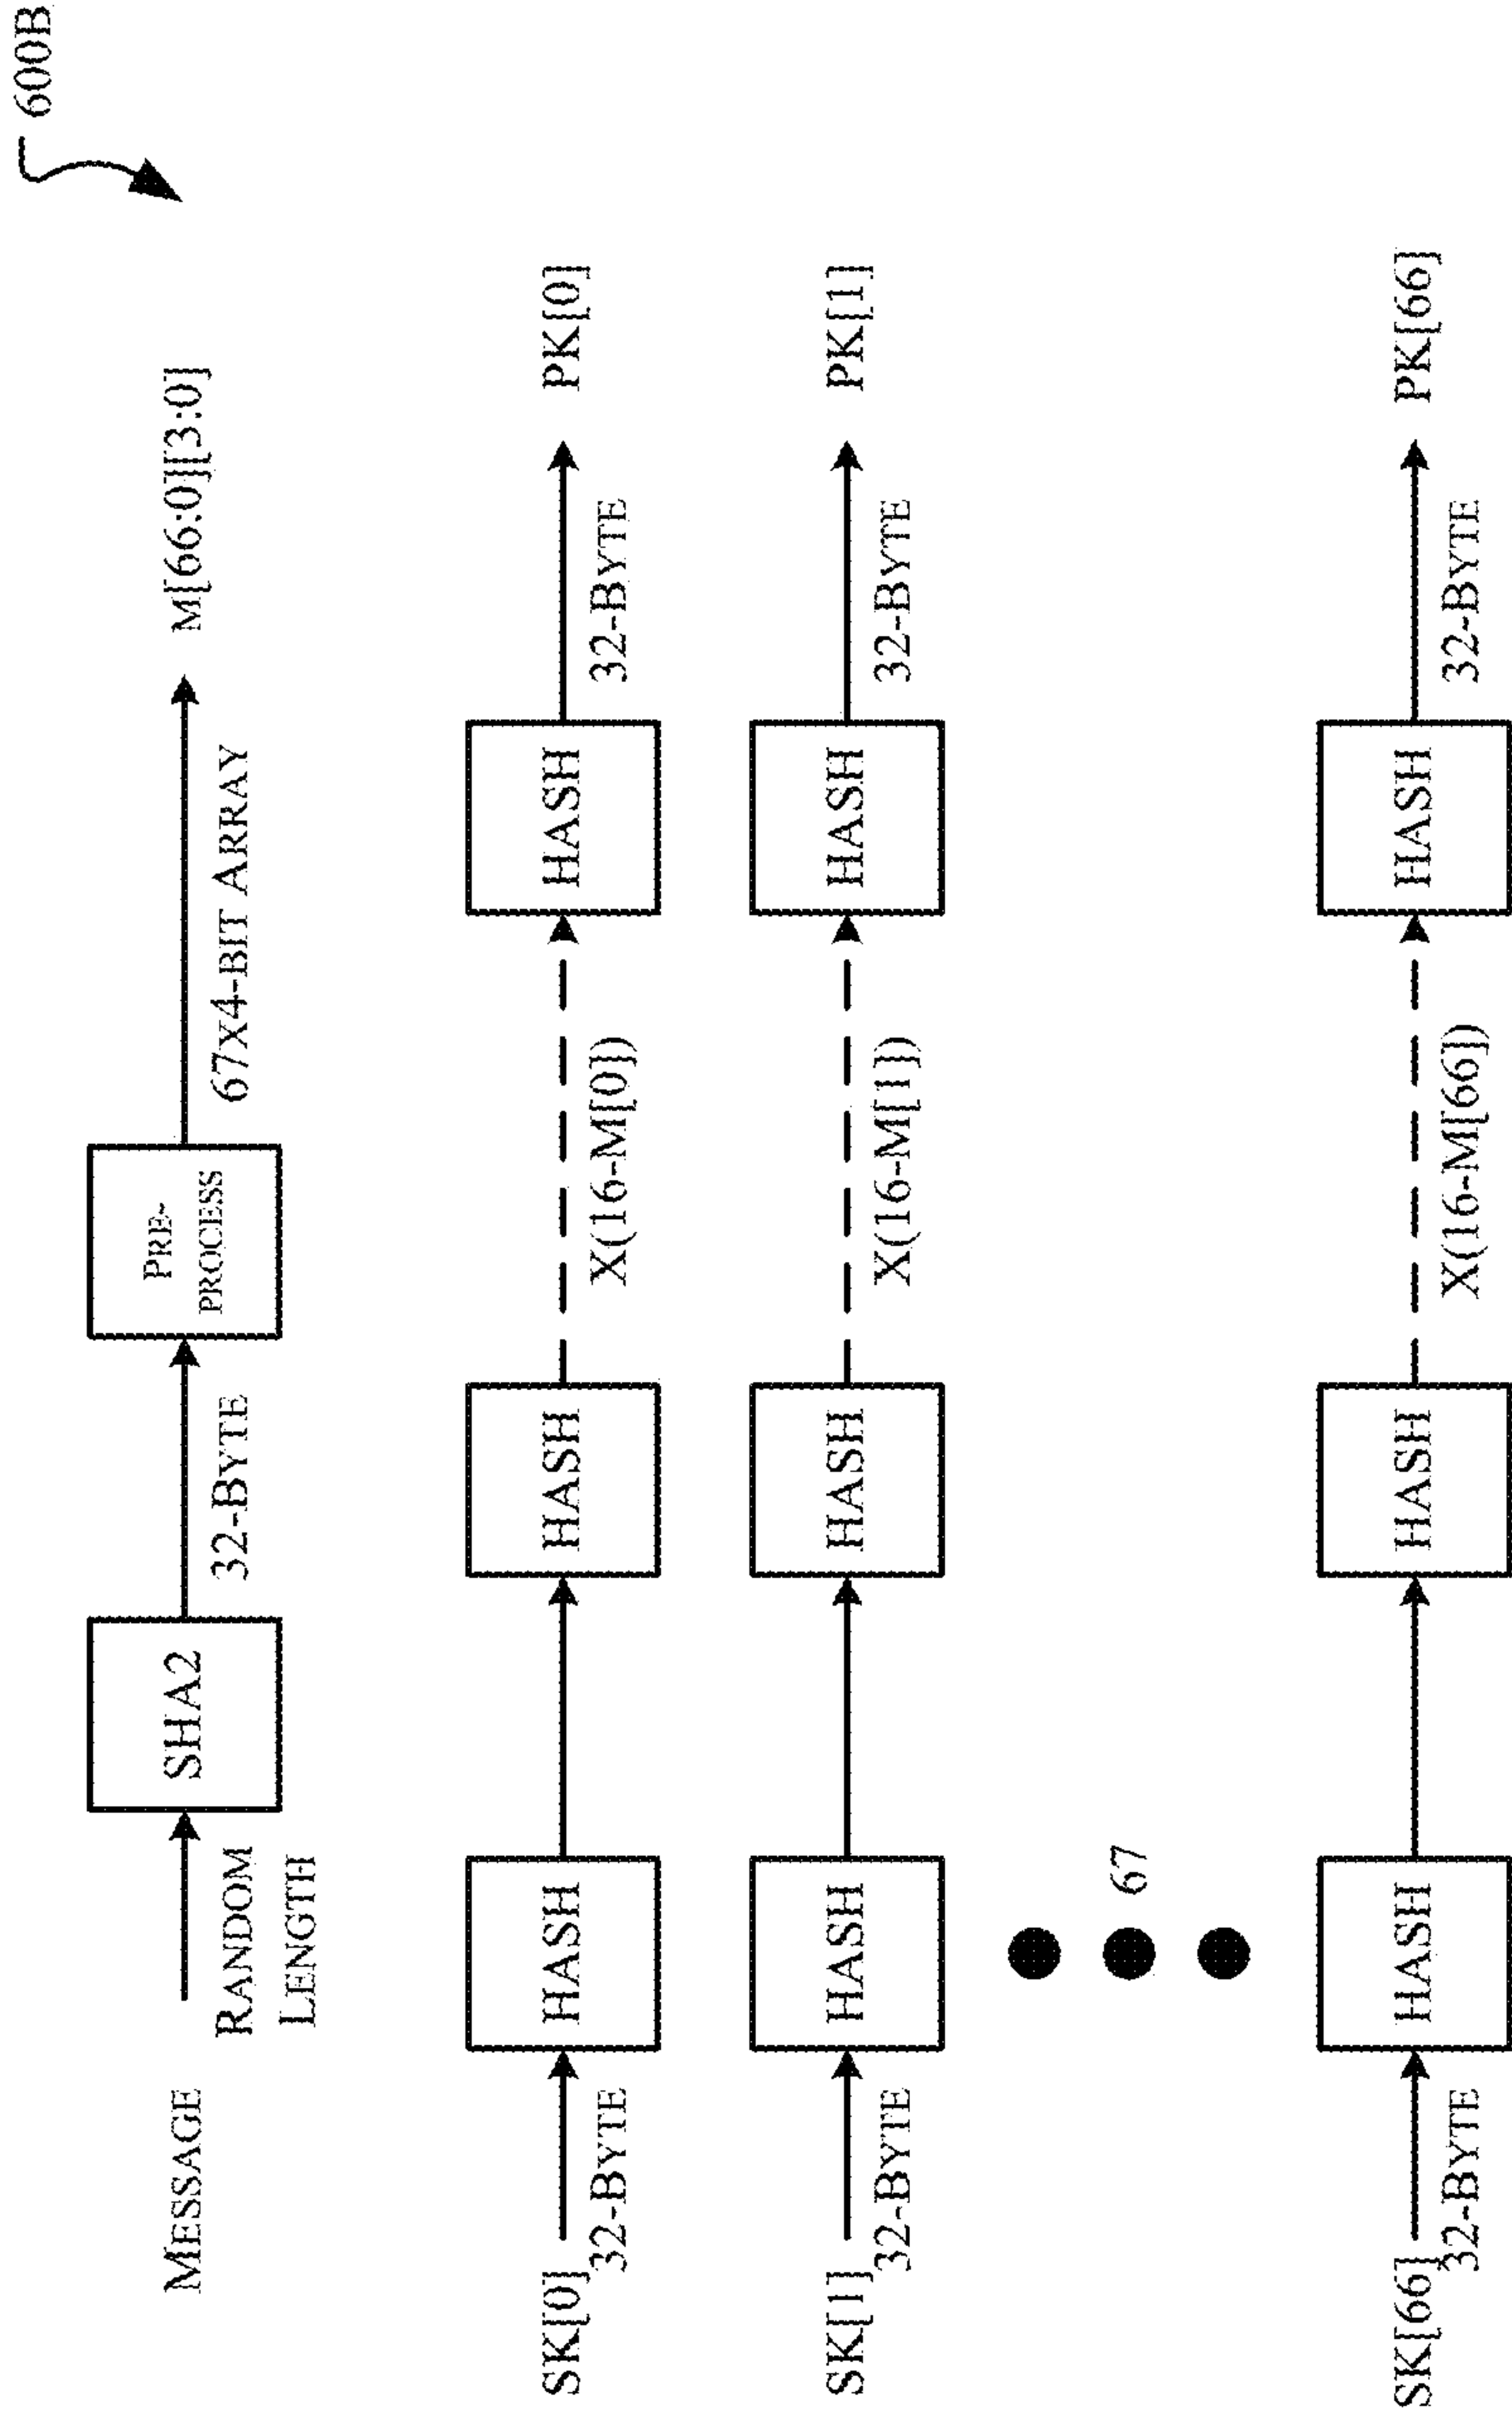 600B
MESSAGE
RANDOM
LENGTH
SHA2
32-BYTE
PRE-
PROCESS
67X4-BIT ARRAY
M[66:0][3:0]
SK[0]
32-BYTE
HASH
HASH
X(16-M[0])
HASH
32-BYTE
PK[0]
SK[1]
32-BYTE
HASH
HASH
X(16-M[1])
HASH
32-BYTE
PK[1]
67
SK[66]
32-BYTE
HASH
HASH
X(16-M[66])
HASH
32-BYTE
PK[66]